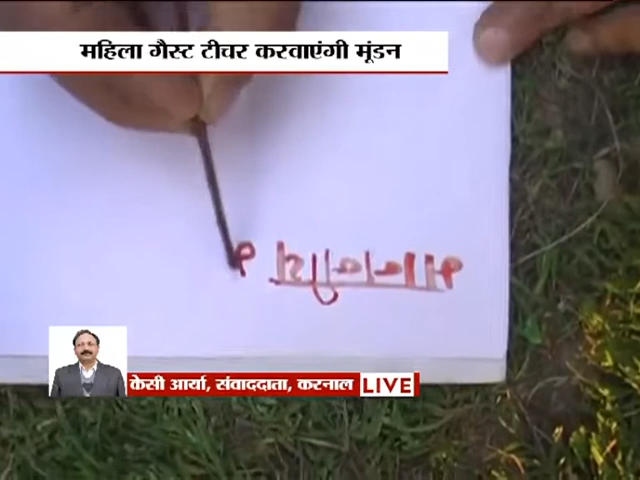 महिला गैस्ट टीचर करवाएंगी मूंडन
केसी आर्या, संवाददाता, करनाल LIVE